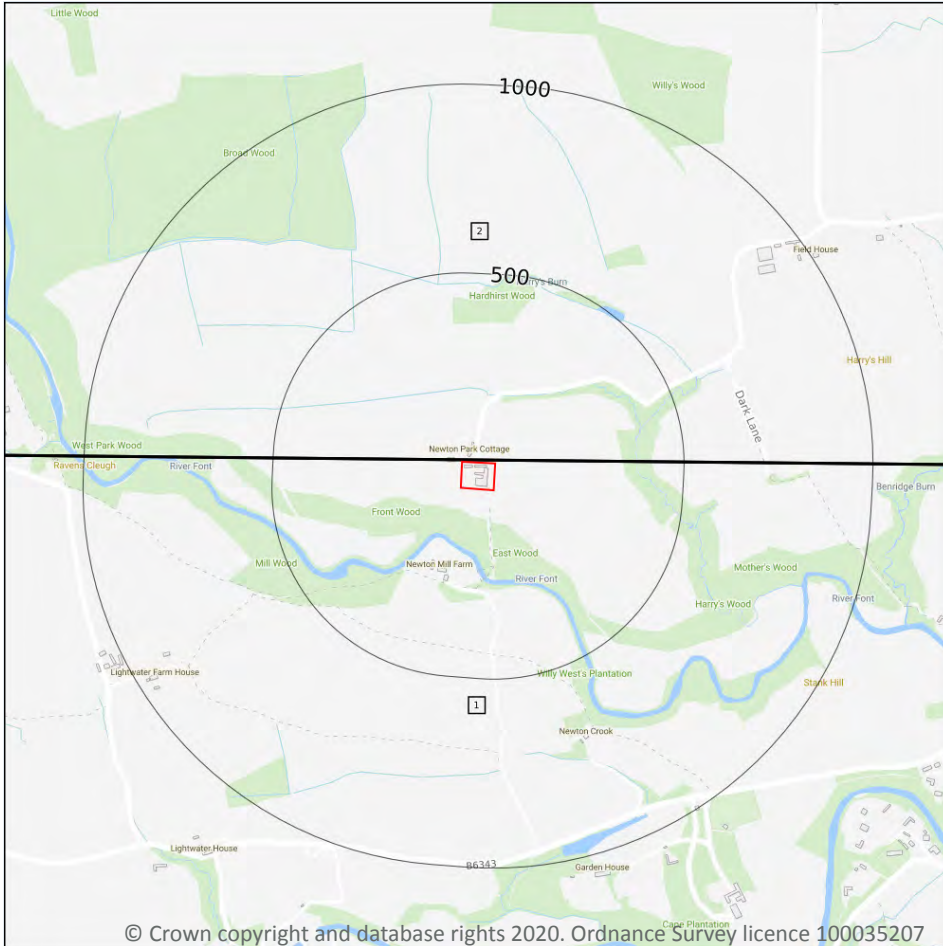 Little Wood
1000
Willy's Wood
Broad Wood
2
Field House
500
rry's Burn
Hardhirst Wood
Harry's Hill
Dark Lane
West Park Wood
Newton Park Cottage
Ravens Cleugh
River Font
Benridge Burn
Front Wood
East Wood
Mill Wood
Newton Mill Farm
River Font
Mother's Wood
Harry's Wood
River Font
Lightwater Farm House
Willy West's Plantation
Stank Hill
1
Newton Crook
Lightwater House
B6343
Garden House
Cane Plantation
© Crown copyright and database rights 2020. Ordnance Survey licence 100035207